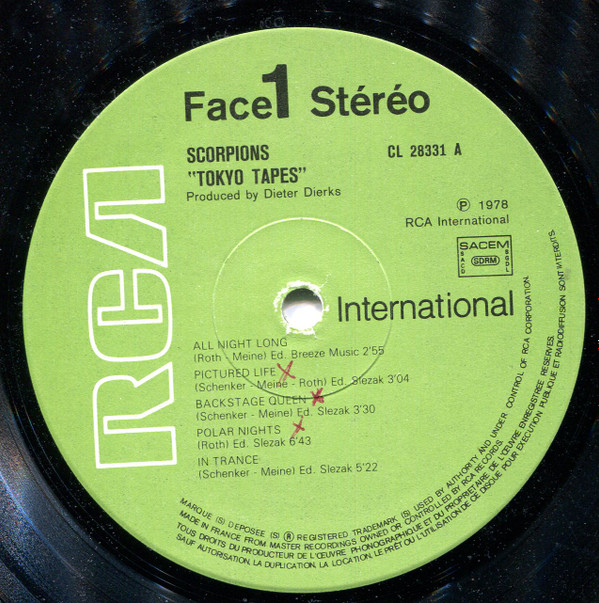 Face 1 Stéréo
SCORPIONS
"TOKYO TAPES"
Produced by Dieter Dierks
CL 28331 A
℗ 1978
RCA International
SACEM
SACD
SDRM
SGDL
RCA
International
ALL NIGHT LONG
(Roth - Meine) Ed. Breeze Music 2'55
PICTURED LIFE
(Schenker - Meine - Roth) Ed. Slezak 3'04
BACKSTAGE QUEEN
(Schenker - Meine) Ed. Slezak 3'30
POLAR NIGHTS
(Roth) Ed. Slezak 6'43
IN TRANCE
(Schenker - Meine) Ed. Slezak 5'22
MARQUE (S) DEPOSEE (S) ® REGISTERED TRADEMARK (S) USED BY AUTHORITY AND UNDER CONTROL OF RCA CORPORATION.
MADE IN FRANCE FROM MASTER RECORDINGS OWNED OR CONTROLLED BY RCA RECORDS.
TOUS DROITS DU PRODUCTEUR DE L'ŒUVRE PHONOGRAPHIQUE ET DU PROPRIETAIRE DE L'ŒUVRE ENREGISTREE RESERVES.
SAUF AUTORISATION, LA DUPLICATION, LA LOCATION, LE PRÊT OU L'UTILISATION DE CE DISQUE POUR EXECUTION PUBLIQUE ET RADIODIFFUSION SONT INTERDITS.